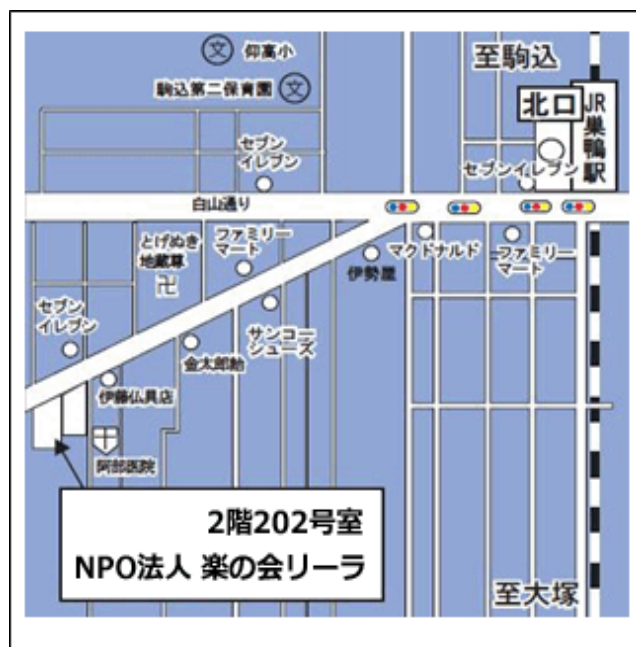 仰高小
至駒込
駒込第二保育園
北口
JR巣鴨駅
セブン
イレブン
セブンイレブン
白山通り
とげぬき
地蔵尊
ファミリー
マート
伊勢屋
マクドナルド
ファミリー
マート
セブン
イレブン
サンコー
シューズ
金太郎飴
伊藤仏具店
阿部医院
2階202号室
NPO法人 楽の会リーラ
至大塚